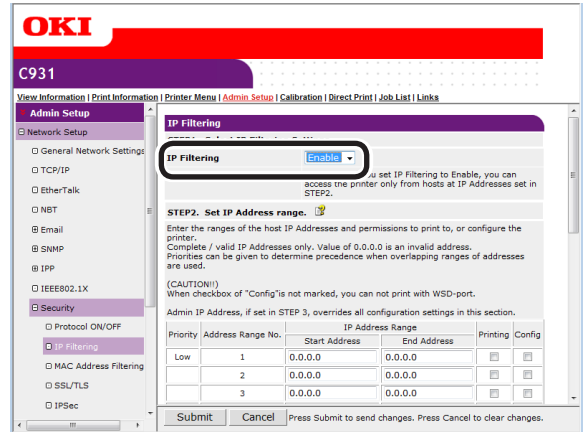 OKI
C931
View Information | Print Information | Printer Menu | Admin Setup | Calibration | Direct Print | Job List | Links
Admin Setup
Network Setup
General Network Settings
TCP/IP
EtherTalk
NBT
Email
SNMP
IPP
IEEE802.1X
Security
Protocol ON/OFF
IP Filtering
MAC Address Filtering
SSL/TLS
IPSec
IP Filtering
IP Filtering Enable
set IP Filtering to Enable, you can
access the printer only from hosts at IP Addresses set in
STEP2.
STEP2. Set IP Address range.
Enter the ranges of the host IP Addresses and permissions to print to, or configure the
printer.
Complete / valid IP Addresses only. Value of 0.0.0.0 is an invalid address.
Priorities can be given to determine precedence when overlapping ranges of addresses
are used.
(CAUTION!!)
When checkbox of "Config"is not marked, you can not print with WSD-port.
Admin IP Address, if set in STEP 3, overrides all configuration settings in this section.
Priority Address Range No. IP Address Range Printing Config
Start Address End Address
Low 1 0.0.0.0 0.0.0.0
2 0.0.0.0 0.0.0.0
3 0.0.0.0 0.0.0.0
Submit Cancel Press Submit to send changes. Press Cancel to clear changes.